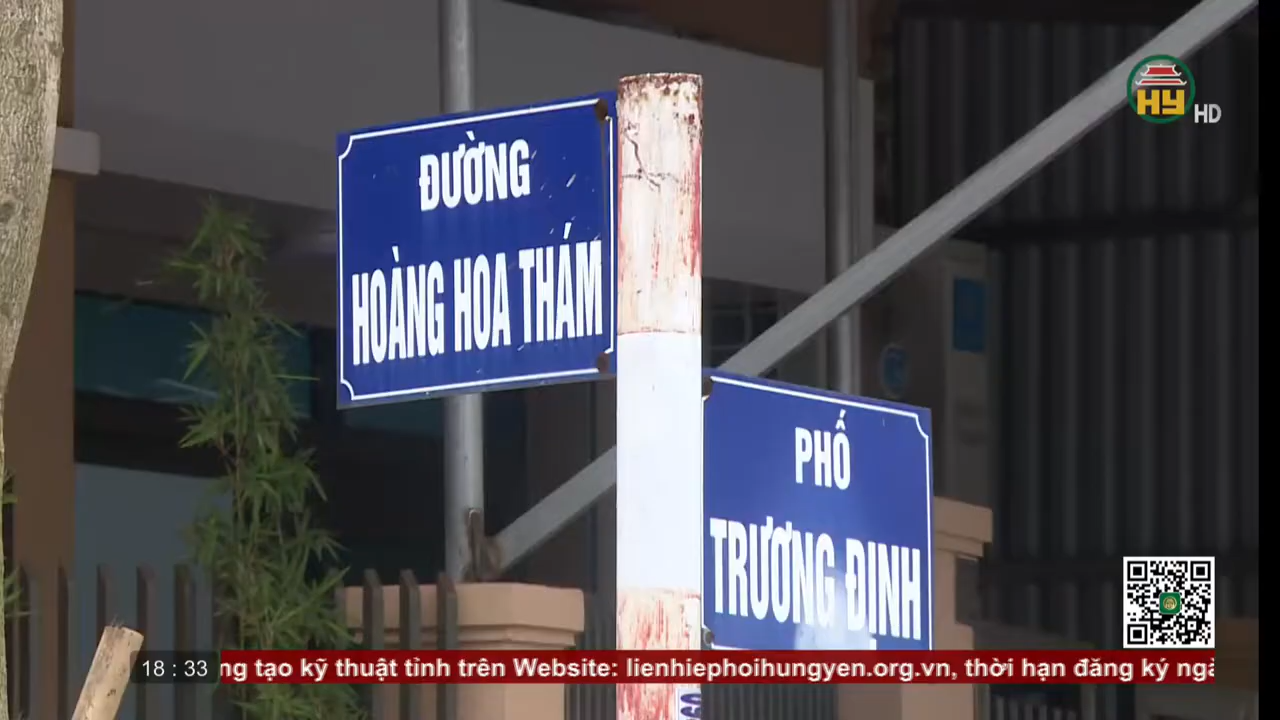 HY HD
ĐƯỜNG
HOÀNG HOA THÁM
PHỐ
TRƯƠNG ĐỊNH
18 : 33
ng tạo kỹ thuật tỉnh trên Website: lienhiephoihungyen.org.vn, thời hạn đăng ký ngà